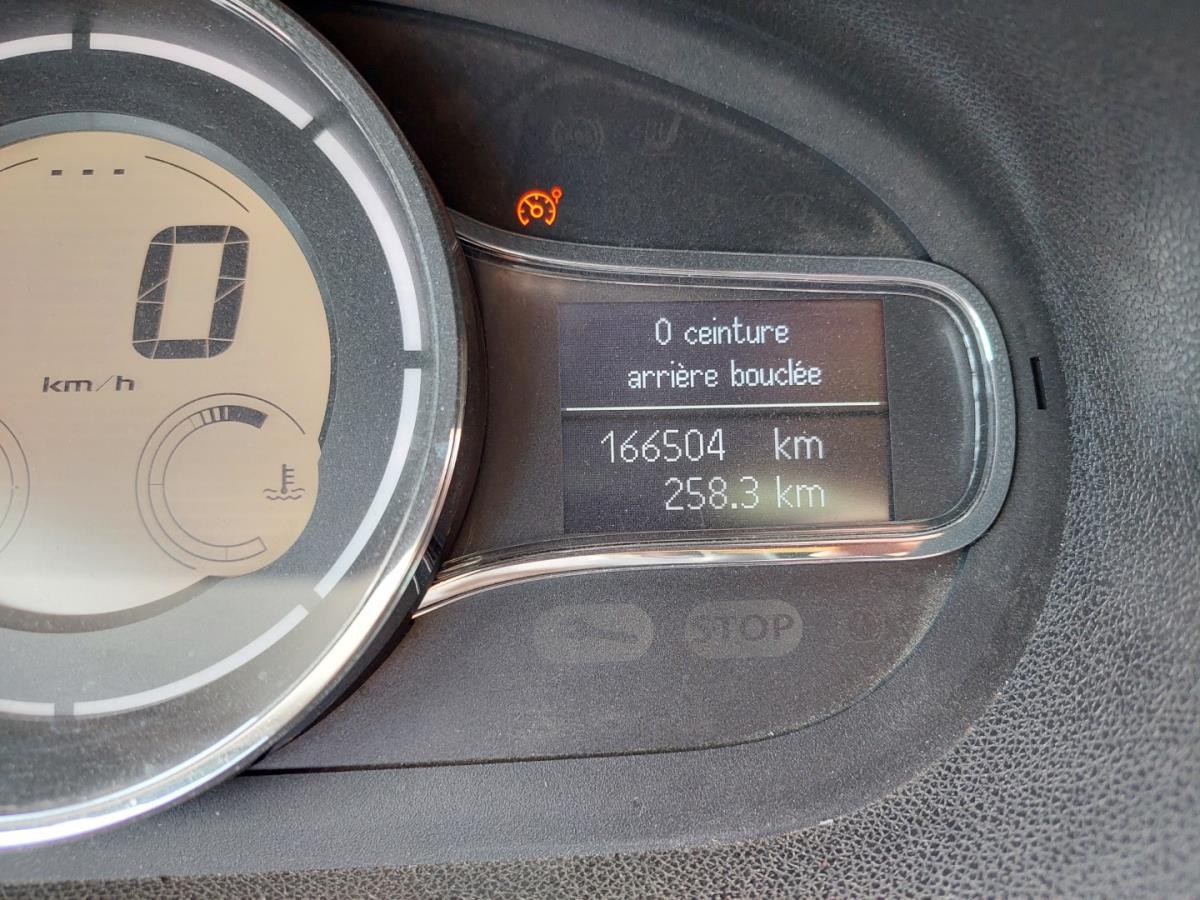 0
km/h
0 ceinture
arrière bouclée
166504 km
258.3 km
STOP